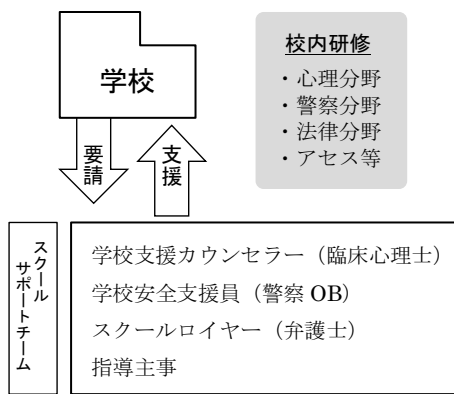 学校
校内研修
・心理分野
・警察分野
・法律分野
・アセス等
要請
支援
スクール
サポートチーム
学校支援カウンセラー（臨床心理士）
学校安全支援員（警察 OB）
スクールロイヤー（弁護士）
指導主事